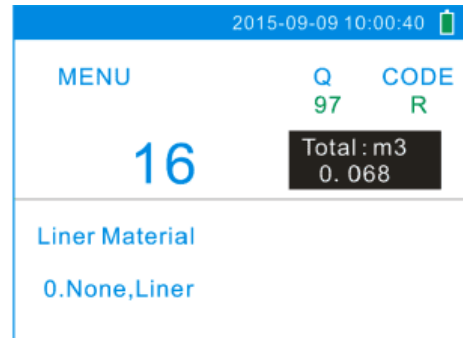 2015-09-09 10:00:40
MENU Q CODE
97 R
16 Total:m3
0.068
Liner Material
0.None,Liner